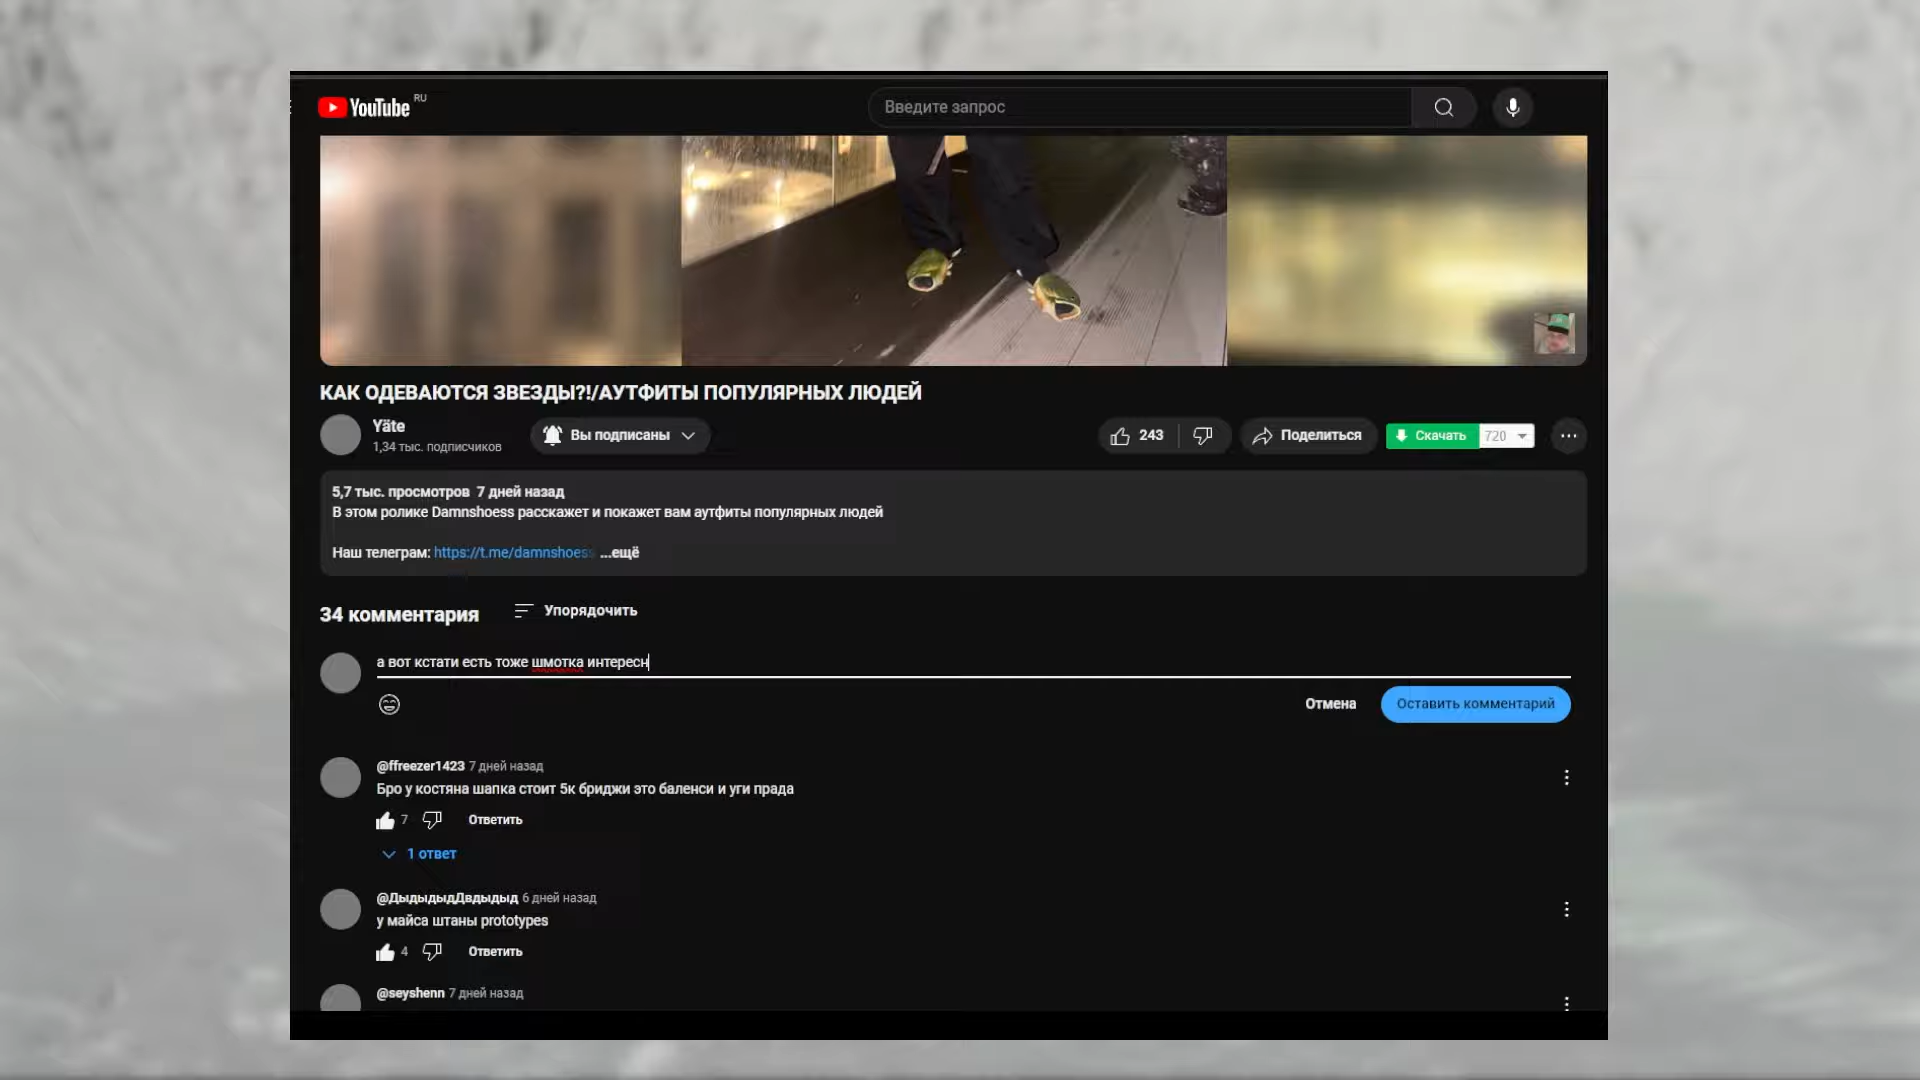 YouTube RU
Введите запрос
КАК ОДЕВАЮТСЯ ЗВЕЗДЫ?!/АУТФИТЫ ПОПУЛЯРНЫХ ЛЮДЕЙ
Yäte
1,34 тыс. подписчиков
Вы подписаны
243
Поделиться
Скачать
720
5,7 тыс. просмотров 7 дней назад
В этом ролике Damnshoess расскажет и покажет вам аутфиты популярных людей
Наш телеграм: https://t.me/damnshoess ...ещё
34 комментария
Упорядочить
а вот кстати есть тоже шмотка интересн
Отмена
Оставить комментарий
@ffreezer1423 7 дней назад
Бро у костяна шапка стоит 5к бриджи это баленси и уги прада
7
Ответить
1 ответ
@ДыдыдыдДвдыдыд 6 дней назад
у майса штаны prototypes
4
Ответить
@seyshenn 7 дней назад